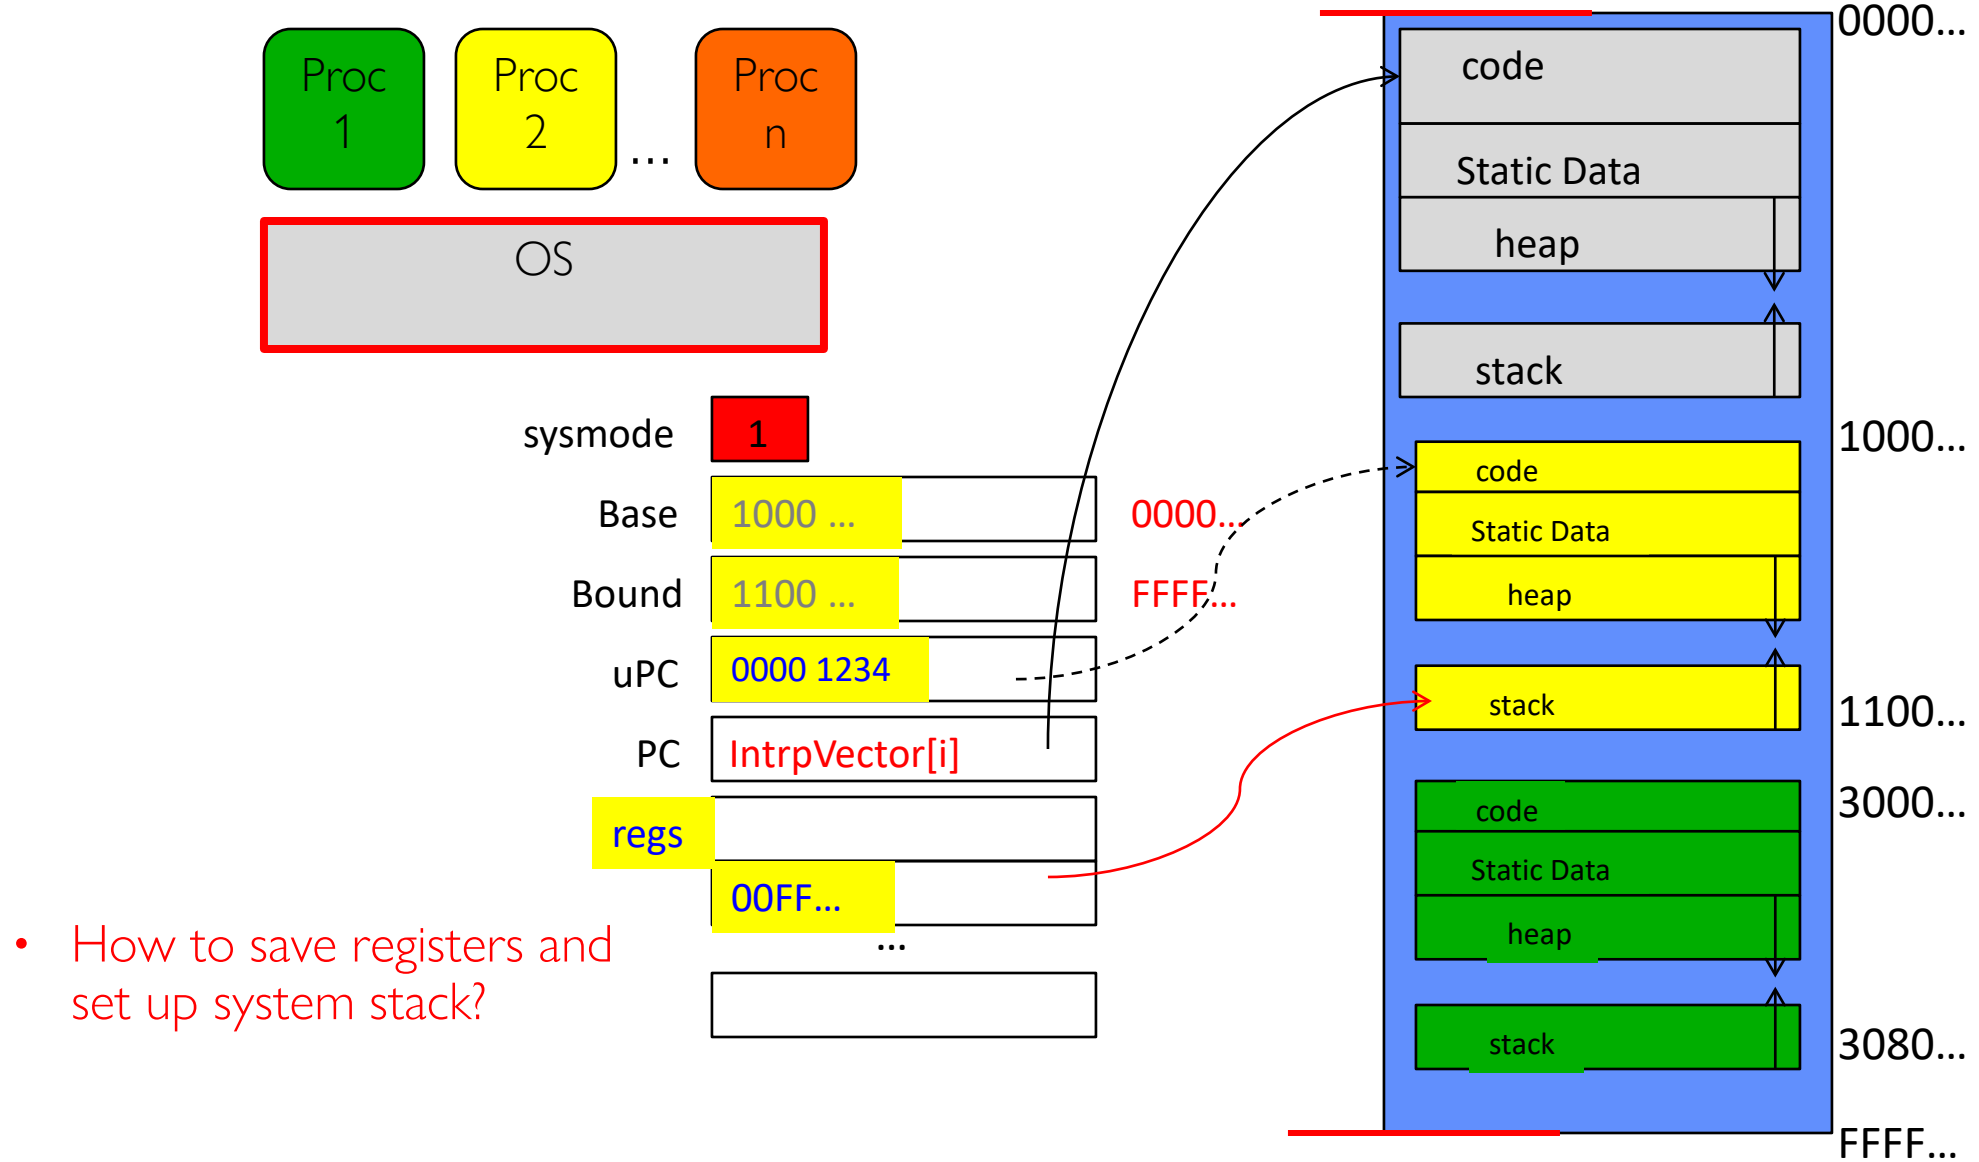 Proc
1
Proc
2
…
Proc
n
OS
sysmode 1
Base 1000 … 0000…
Bound 1100 … FFFF…
uPC 0000 1234
PC IntrpVector[i]
regs
00FF…
…
• How to save registers and
set up system stack?
0000…
code
Static Data
heap
stack
1000…
code
Static Data
heap
stack
1100…
3000…
code
Static Data
heap
stack
3080…
FFFF…